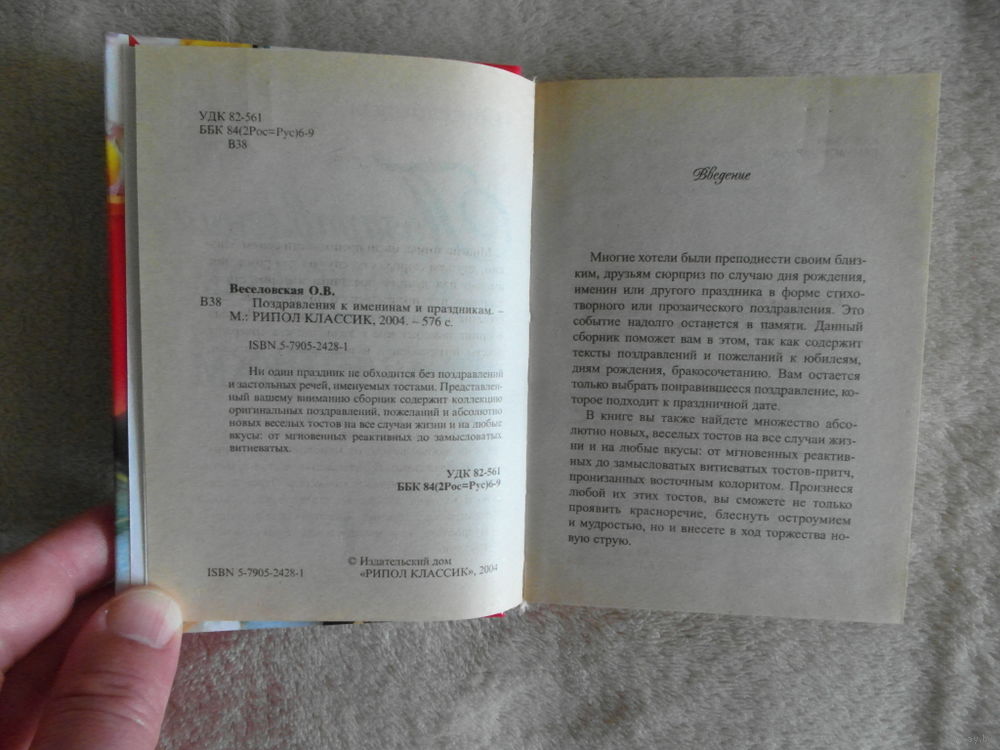 УДК 82-561
ББК 84(2Рос=Рус)6-9
В38
Веселовская О.В.
В38 Поздравления к именинам и праздникам. –
М.: РИПОЛ КЛАССИК, 2004. – 576 с.
ISBN 5-7905-2428-1
Ни один праздник не обходится без поздравлений
и застольных речей, именуемых тостами. Представлен-
ный вашему вниманию сборник содержит коллекцию
оригинальных поздравлений, пожеланий и абсолютно
новых веселых тостов на все случаи жизни и на любые
вкусы: от мгновенных реактивных до замысловатых
витиеватых.
УДК 82-561
ББК 84(2Рос=Рус)6-9
ISBN 5-7905-2428-1
© Издательский дом
«РИПОЛ КЛАССИК», 2004
Введение
Многие хотели были преподнести своим близ-
ким, друзьям сюрприз по случаю дня рождения,
именин или другого праздника в форме стихо-
творного или прозаического поздравления. Это
событие надолго останется в памяти. Данный
сборник поможет вам в этом, так как содержит
тексты поздравлений и пожеланий к юбилеям,
дням рождения, бракосочетанию. Вам остается
только выбрать понравившееся поздравление, ко-
торое подходит к праздничной дате.
В книге вы также найдете множество абсо-
лютно новых, веселых тостов на все случаи жиз-
ни и на любые вкусы: от мгновенных реактив-
ных до замысловатых витиеватых тостов-притч,
пронизанных восточным колоритом. Произнеся
любой их этих тостов, вы сможете не только
проявить красноречие, блеснуть остроумием
и мудростью, но и внесете в ход торжества но-
вую струю.